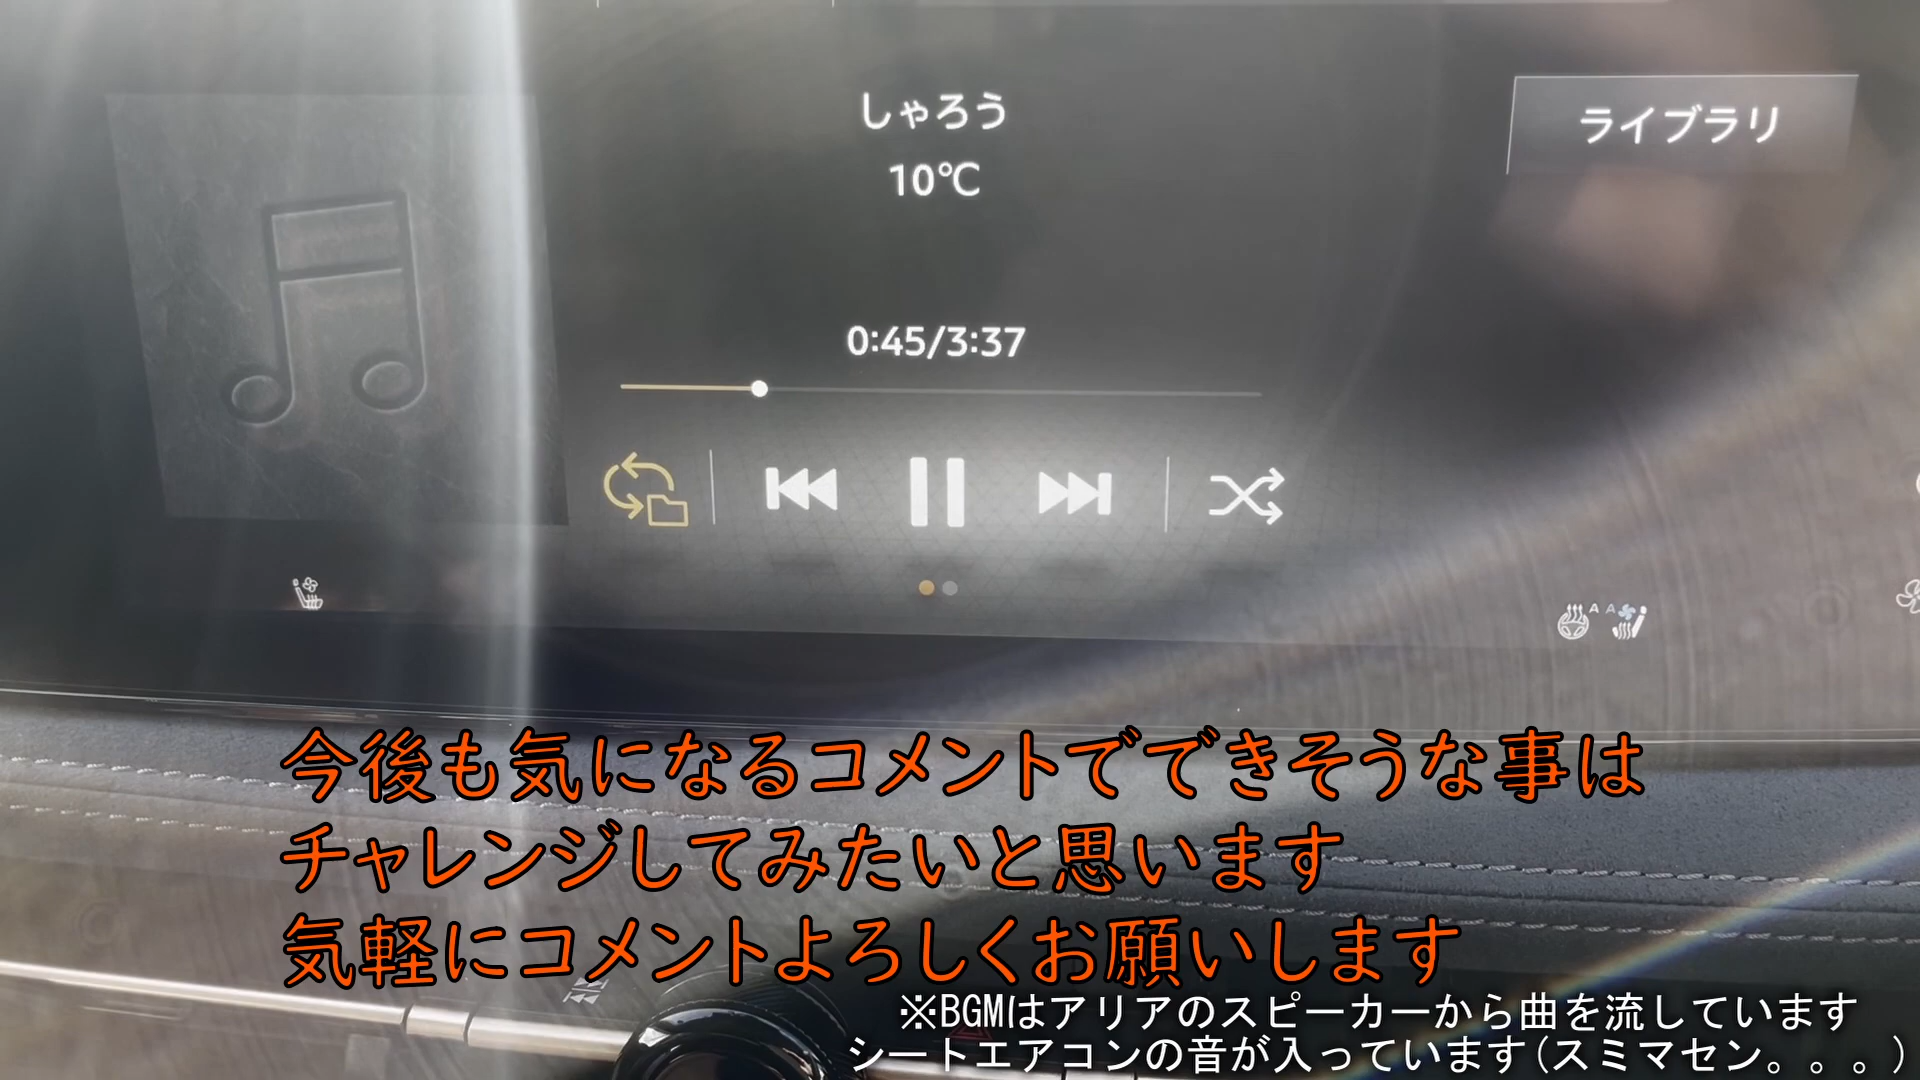 しゃろう
10℃
ライブラリ
0:45/3:37
A A
今後も気になるコメントでできそうな事は
チャレンジしてみたいと思います
気軽にコメントよろしくお願いします
※BGMはアリアのスピーカーから曲を流しています
シートエアコンの音が入っています(スミマセン。。。)